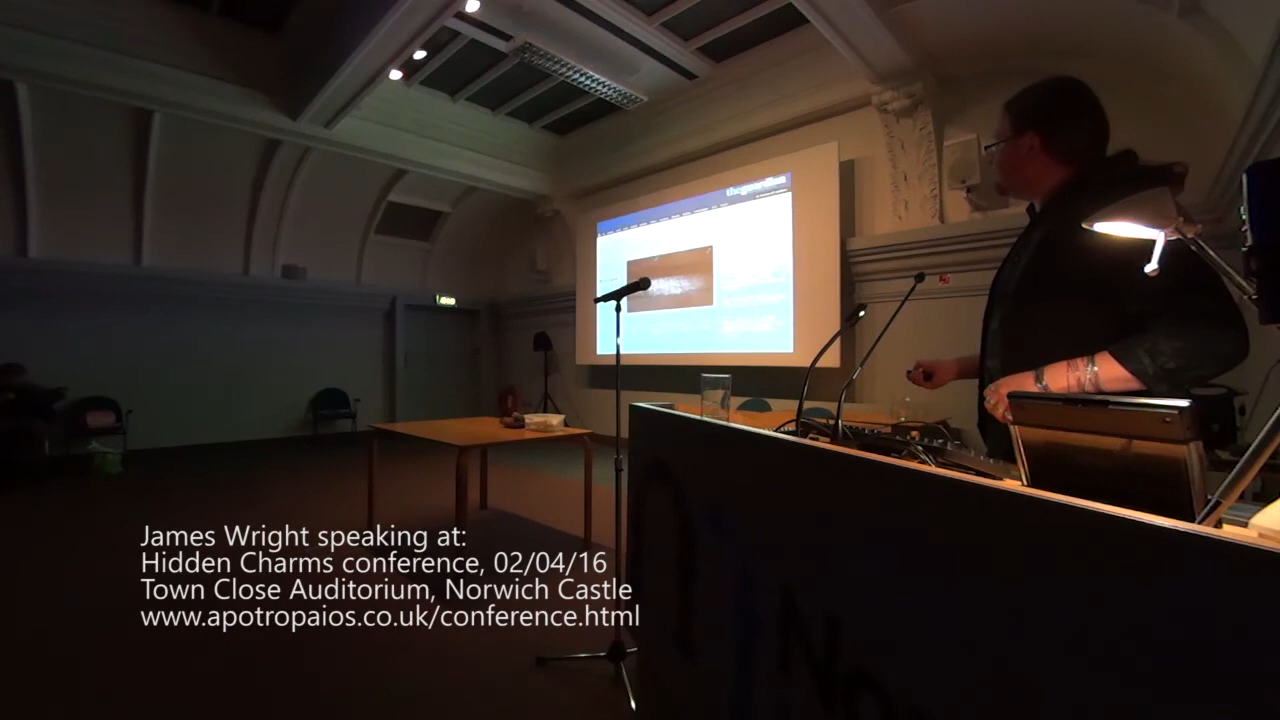 theguardian
James Wright speaking at:
Hidden Charms conference, 02/04/16
Town Close Auditorium, Norwich Castle
www.apotropaios.co.uk/conference.html